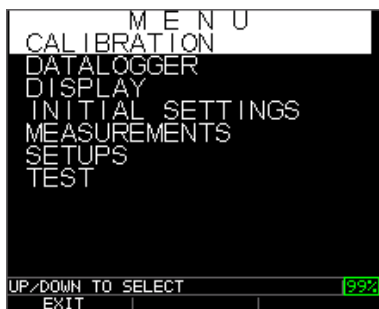 M E N U
CALIBRATION
DATALOGGER
DISPLAY
INITIAL SETTINGS
MEASUREMENTS
SETUPS
TEST
UP/DOWN TO SELECT 99%
EXIT